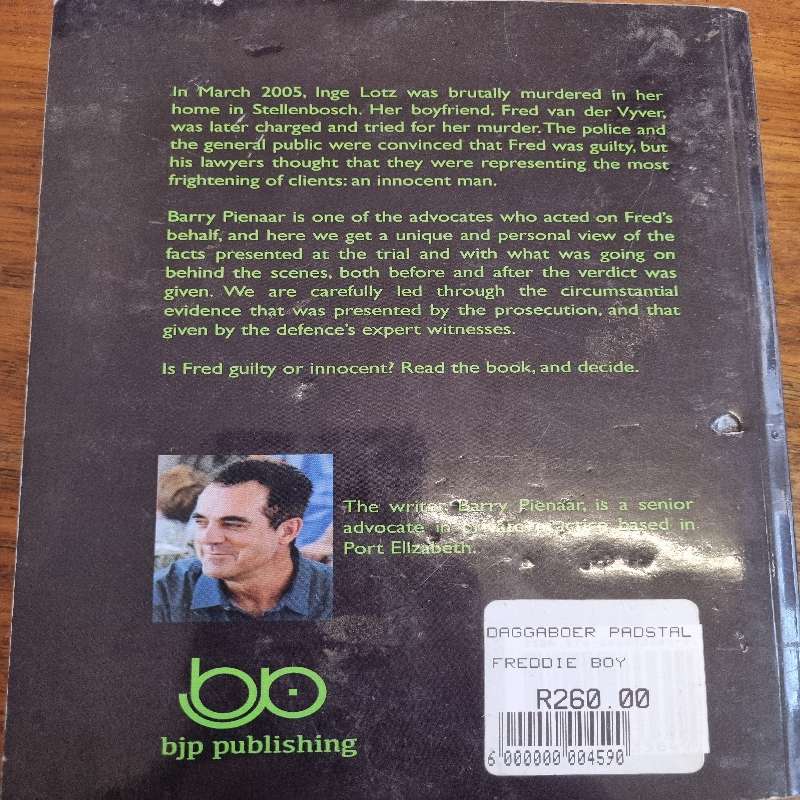 In March 2005, Inge Lotz was brutally murdered in her
home in Stellenbosch. Her boyfriend, Fred van der Vyver,
was later charged and tried for her murder. The police and
the general public were convinced that Fred was guilty, but
his lawyers thought that they were representing the most
frightening of clients: an innocent man.
Barry Pienaar is one of the advocates who acted on Fred's
behalf, and here we get a unique and personal view of the
facts presented at the trial and with what was going on
behind the scenes, both before and after the verdict was
given. We are carefully led through the circumstantial
evidence that was presented by the prosecution, and that
given by the defence's expert witnesses.
Is Fred guilty or innocent? Read the book, and decide.
The writer, Barry Pienaar, is a senior
advocate in private practice based in
Port Elizabeth.
bjp
bjp publishing
DAGGABOER PADSTAL
FREDDIE BOY
R260.00
6 000000 004590